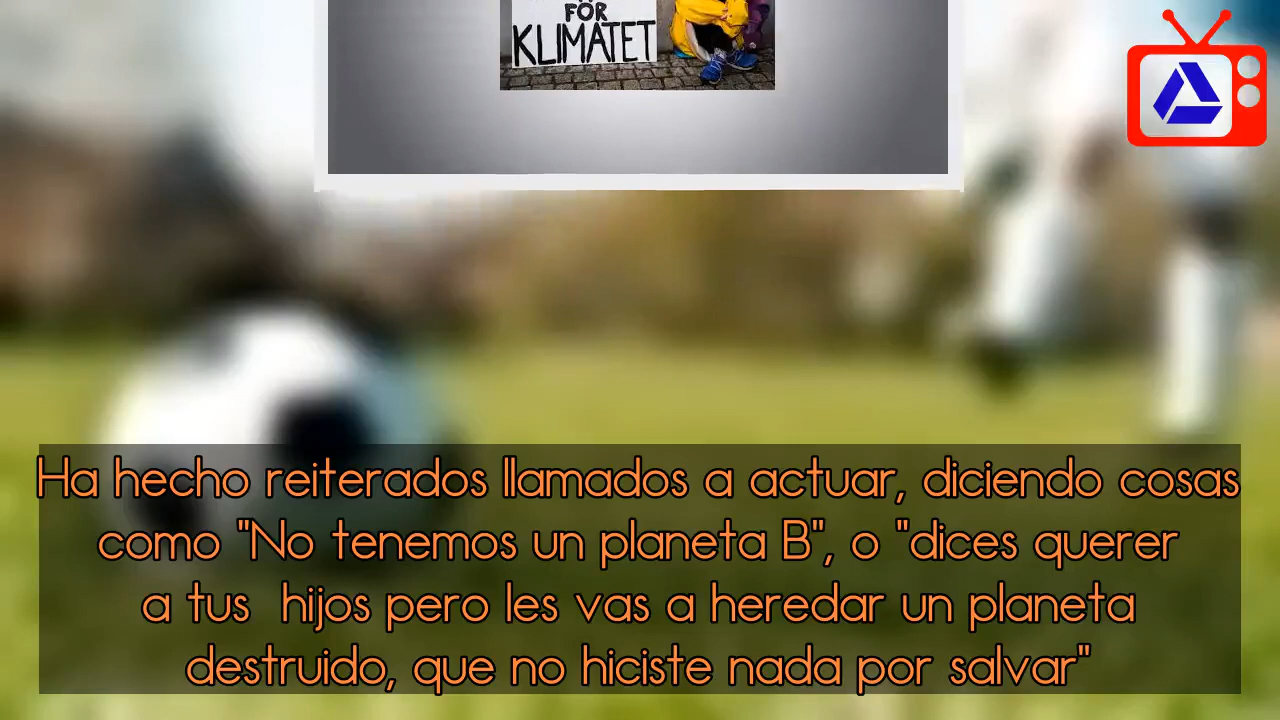 FÖR
KLIMATET
Ha hecho reiterados llamados a actuar, diciendo cosas
como "No tenemos un planeta B", o "dices querer
a tus  hijos pero les vas a heredar un planeta
destruido, que no hiciste nada por salvar"